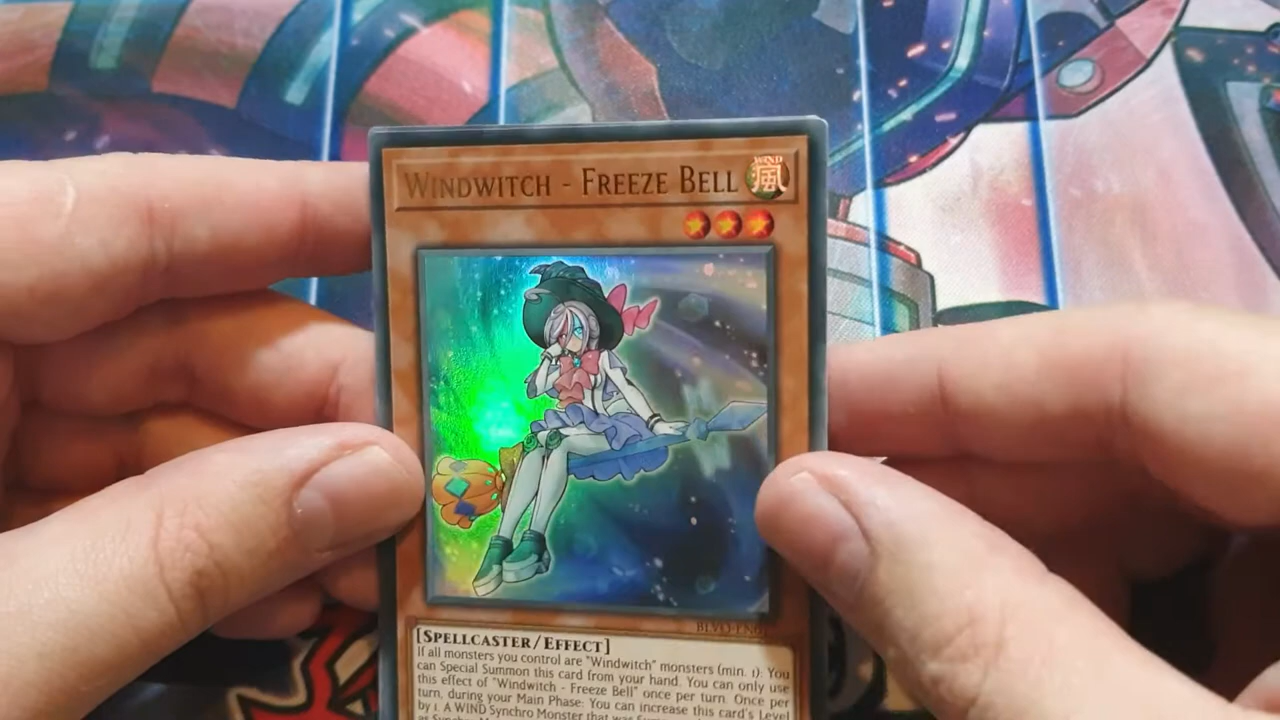 WINDWITCH - FREEZE BELL
WIND
風
[SPELLCASTER/EFFECT]
If all monsters you control are "Windwitch" monsters (min. 1): You
can Special Summon this card from your hand. You can only use
this effect of "Windwitch - Freeze Bell" once per turn. Once per
turn, during your Main Phase: You can increase this card's Level
by 1. A WIND Synchro Monster that was